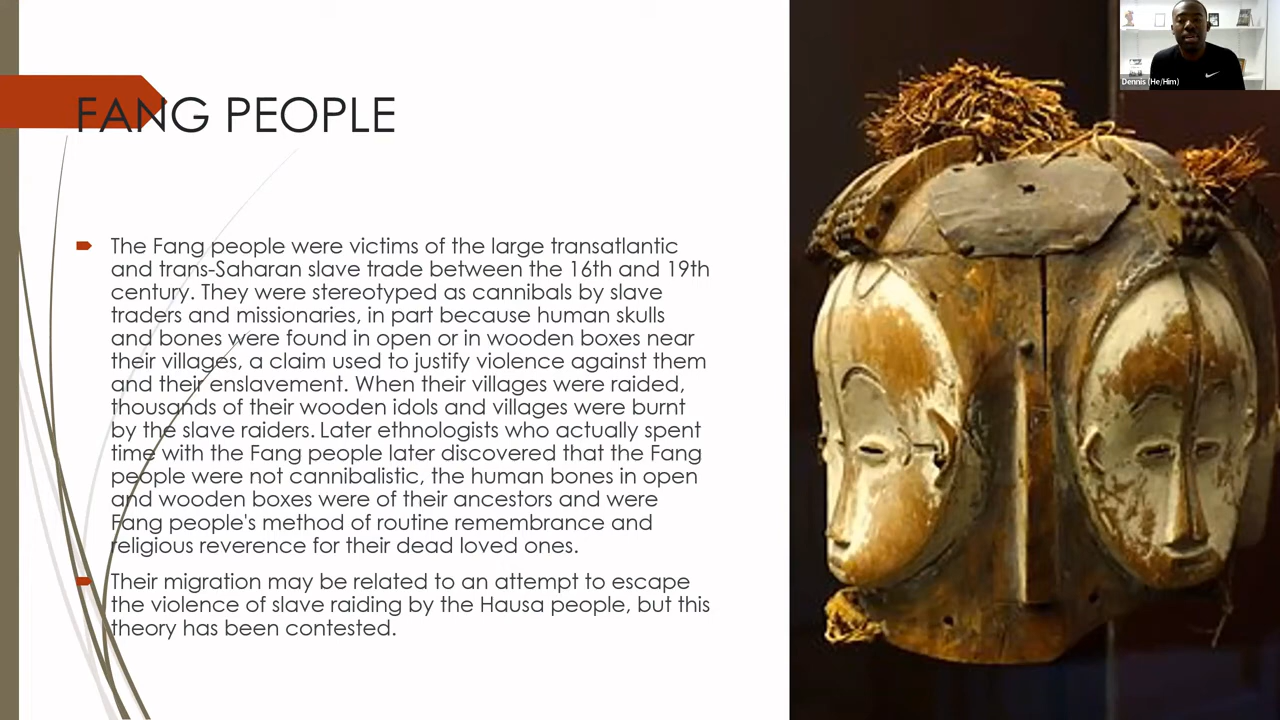 FANG PEOPLE
The Fang people were victims of the large transatlantic
and trans-Saharan slave trade between the 16th and 19th
century. They were stereotyped as cannibals by slave
traders and missionaries, in part because human skulls
and bones were found in open or in wooden boxes near
their villages, a claim used to justify violence against them
and their enslavement. When their villages were raided,
thousands of their wooden idols and villages were burnt
by the slave raiders. Later ethnologists who actually spent
time with the Fang people later discovered that the Fang
people were not cannibalistic, the human bones in open
and wooden boxes were of their ancestors and were
Fang people's method of routine remembrance and
religious reverence for their dead loved ones.
Their migration may be related to an attempt to escape
the violence of slave raiding by the Hausa people, but this
theory has been contested.
Dennis (He/Him)